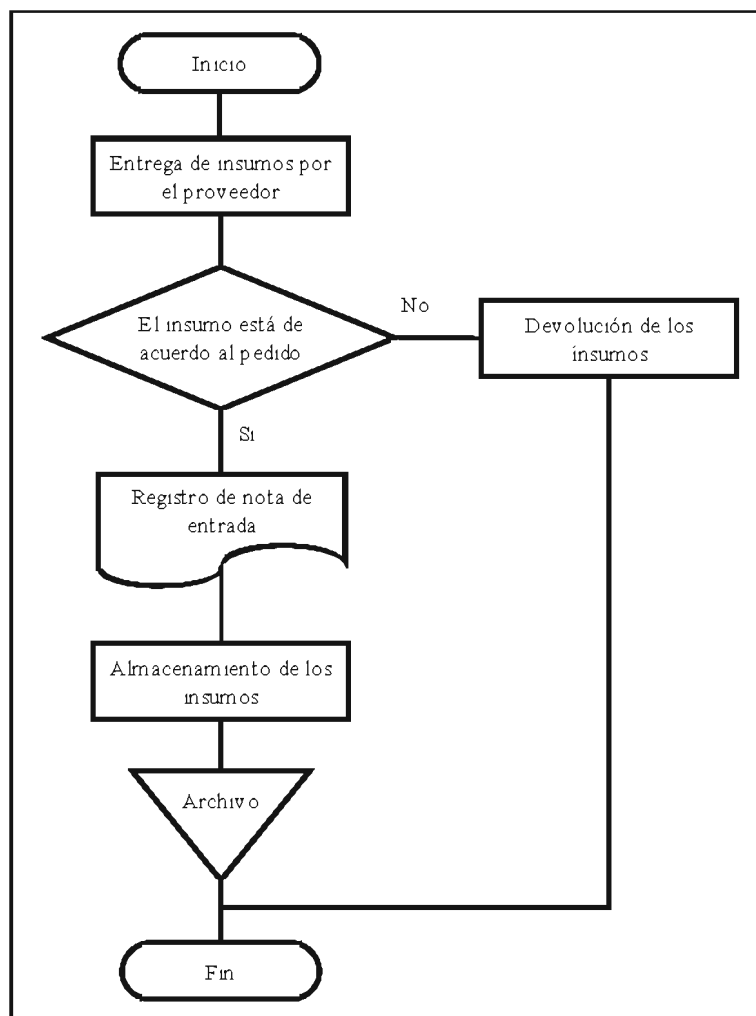 Inicio
Entrega de insumos por
el proveedor
El insumo está de
acuerdo al pedido
No
Devolución de los
insumos
Si
Registro de nota de
entrada
Almacenamiento de los
insumos
Archivo
Fin